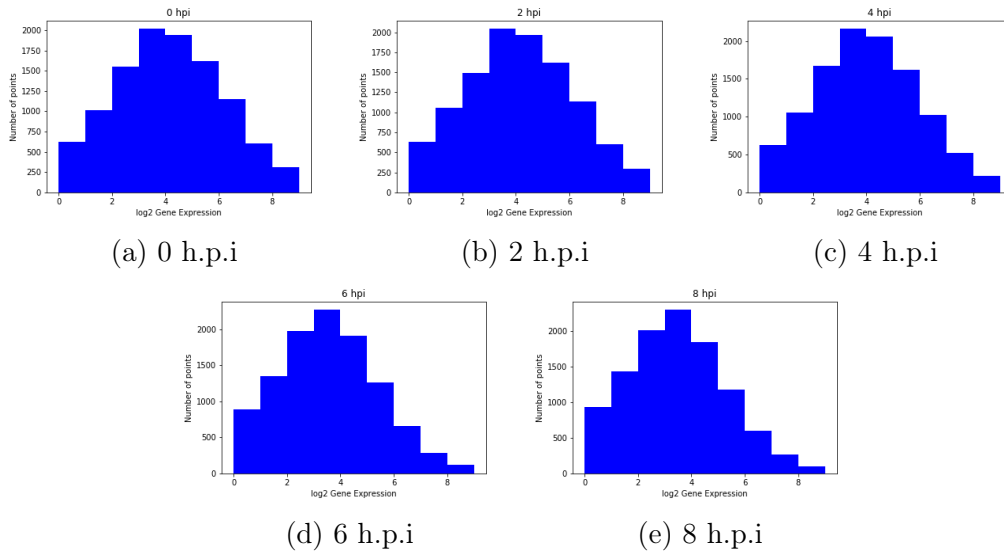 0 hpi
Number of points
2000
1750
1500
1250
1000
750
500
250
0
0 2 4 6 8
log2 Gene Expression
(a) 0 h.p.i
2 hpi
Number of points
2000
1750
1500
1250
1000
750
500
250
0
0 2 4 6 8
log2 Gene Expression
(b) 2 h.p.i
4 hpi
Number of points
2000
1500
1000
500
0
0 2 4 6 8
log2 Gene Expression
(c) 4 h.p.i
6 hpi
Number of points
2000
1500
1000
500
0
0 2 4 6 8
log2 Gene Expression
(d) 6 h.p.i
8 hpi
Number of points
2000
1500
1000
500
0
0 2 4 6 8
log2 Gene Expression
(e) 8 h.p.i